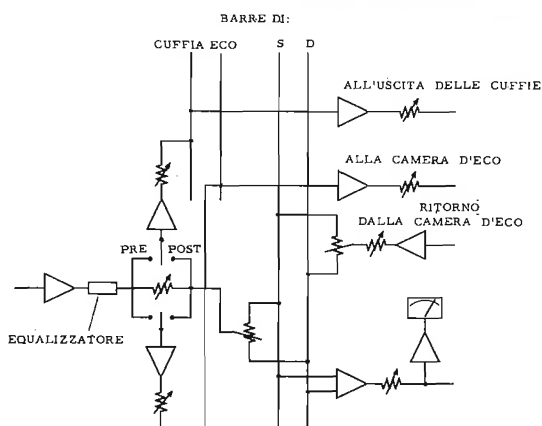 BARRE DI:
CUFFIA ECO S D
ALL'USCITA DELLE CUFFIE
ALLA CAMERA D'ECO
RITORNO
DALLA CAMERA D'ECO
PRE POST
EQUALIZZATORE